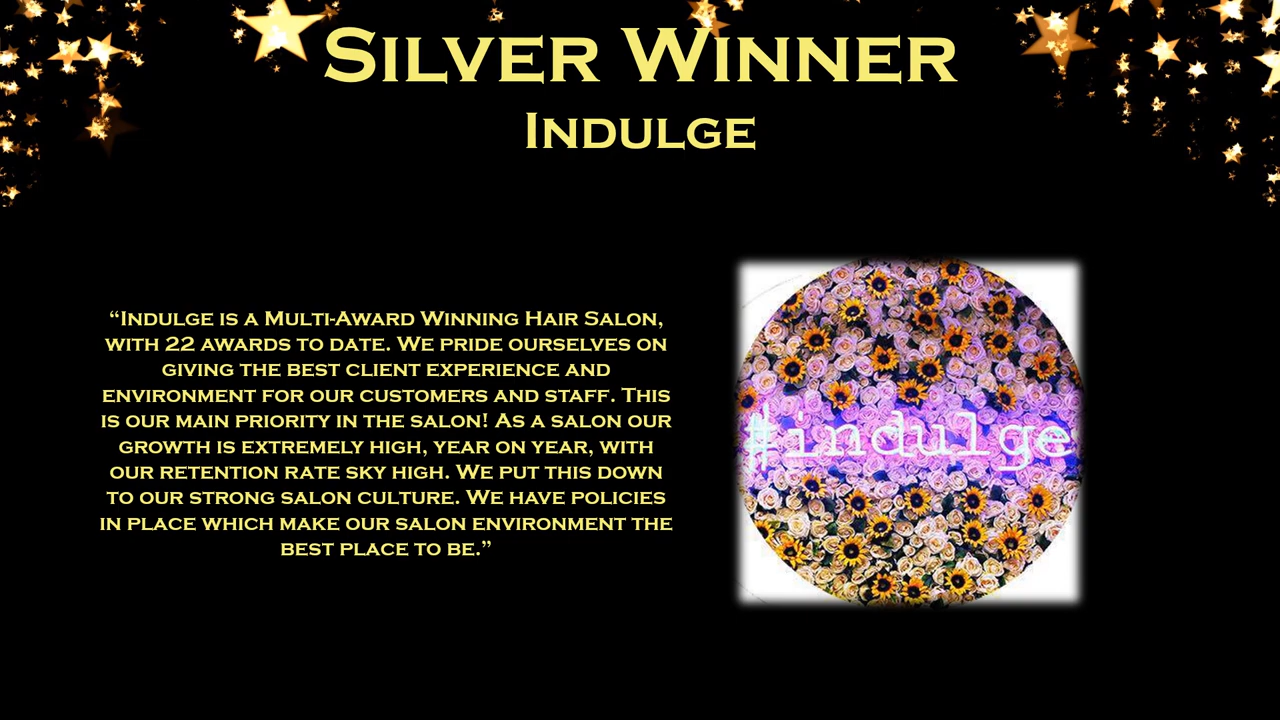 Silver Winner
Indulge
“Indulge is a Multi-Award Winning Hair Salon,
with 22 awards to date. We pride ourselves on
giving the best client experience and
environment for our customers and staff. This
is our main priority in the salon! As a salon our
growth is extremely high, year on year, with
our retention rate sky high. We put this down
to our strong salon culture. We have policies
in place which make our salon environment the
best place to be.”
#indulge